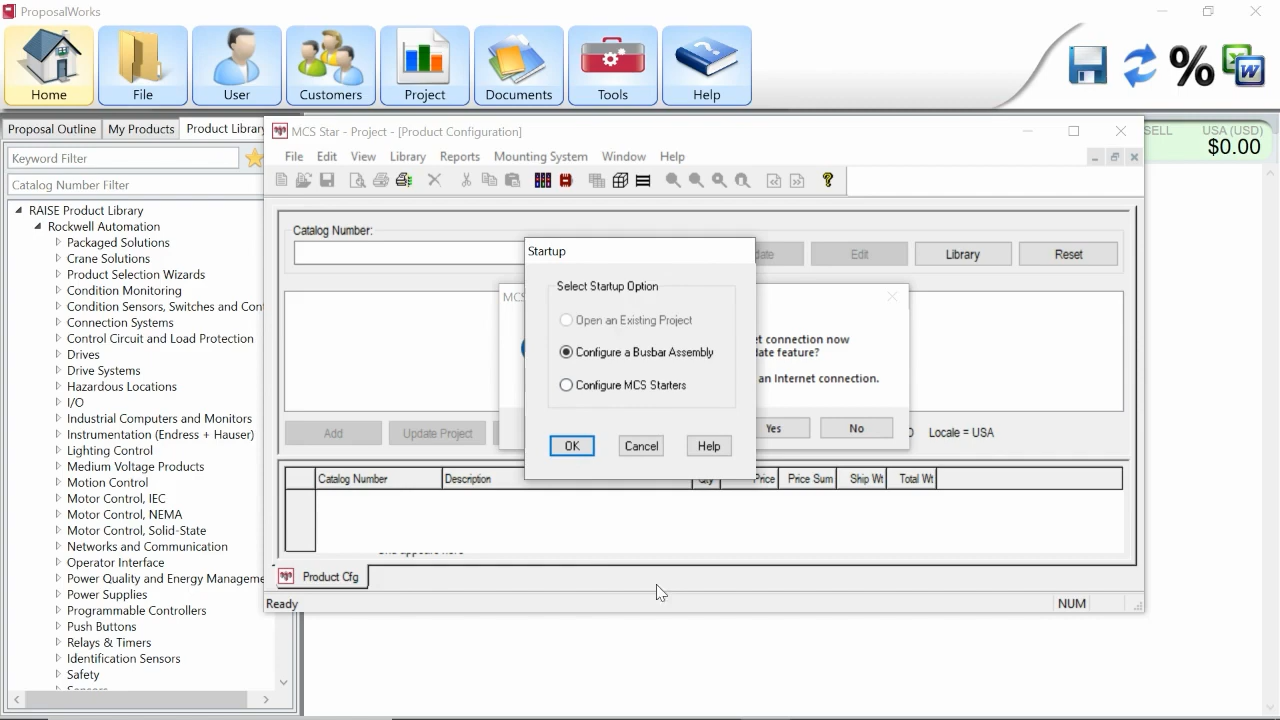 ProposalWorks
Home
File
User
Customers
Project
Documents
Tools
Help
Proposal Outline
My Products
Product Library
Keyword Filter
Catalog Number Filter
RAISE Product Library
Rockwell Automation
Packaged Solutions
Crane Solutions
Product Selection Wizards
Condition Monitoring
Condition Sensors, Switches and Con
Connection Systems
Control Circuit and Load Protection
Drives
Drive Systems
Hazardous Locations
I/O
Industrial Computers and Monitors
Instrumentation (Endress + Hauser)
Lighting Control
Medium Voltage Products
Motion Control
Motor Control, IEC
Motor Control, NEMA
Motor Control, Solid-State
Networks and Communication
Operator Interface
Power Quality and Energy Manageme
Power Supplies
Programmable Controllers
Push Buttons
Relays & Timers
Identification Sensors
Safety
SELL
USA (USD)
$0.00
MCS Star - Project - [Product Configuration]
File Edit View Library Reports Mounting System Window Help
Catalog Number:
date
Edit
Library
Reset
MCS
et connection now
date feature?
an Internet connection.
Yes
No
Startup
Select Startup Option
Open an Existing Project
Configure a Busbar Assembly
Configure MCS Starters
OK
Cancel
Help
Add
Update Project
Locale = USA
Catalog Number
Description
Qty
Price
Price Sum
Ship Wt
Total Wt
Product Cfg
Ready
NUM